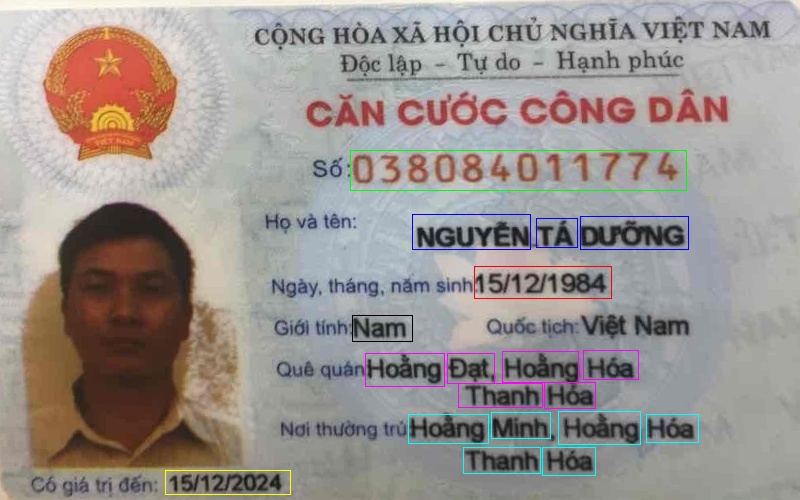 CỘNG HÒA XÃ HỘI CHỦ NGHĨA VIỆT NAM
Độc lập - Tự do - Hạnh phúc
CĂN CƯỚC CÔNG DÂN
Số: 038084011774
Họ và tên: NGUYỄN TÁ DƯỠNG
Ngày, tháng, năm sinh: 15/12/1984
Giới tính: Nam Quốc tịch: Việt Nam
Quê quán: Hoằng Đạt, Hoằng Hóa
Thanh Hóa
Nơi thường trú: Hoằng Minh, Hoằng Hóa
Thanh Hóa
Có giá trị đến: 15/12/2024
VIỆT NAM